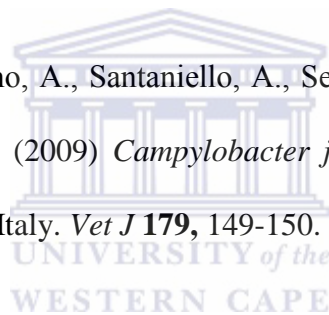 no, A., Santaniello, A., Se
(2009) Campylobacter j
Italy. Vet J 179, 149-150.
UNIVERSITY of the
WESTERN CAPE